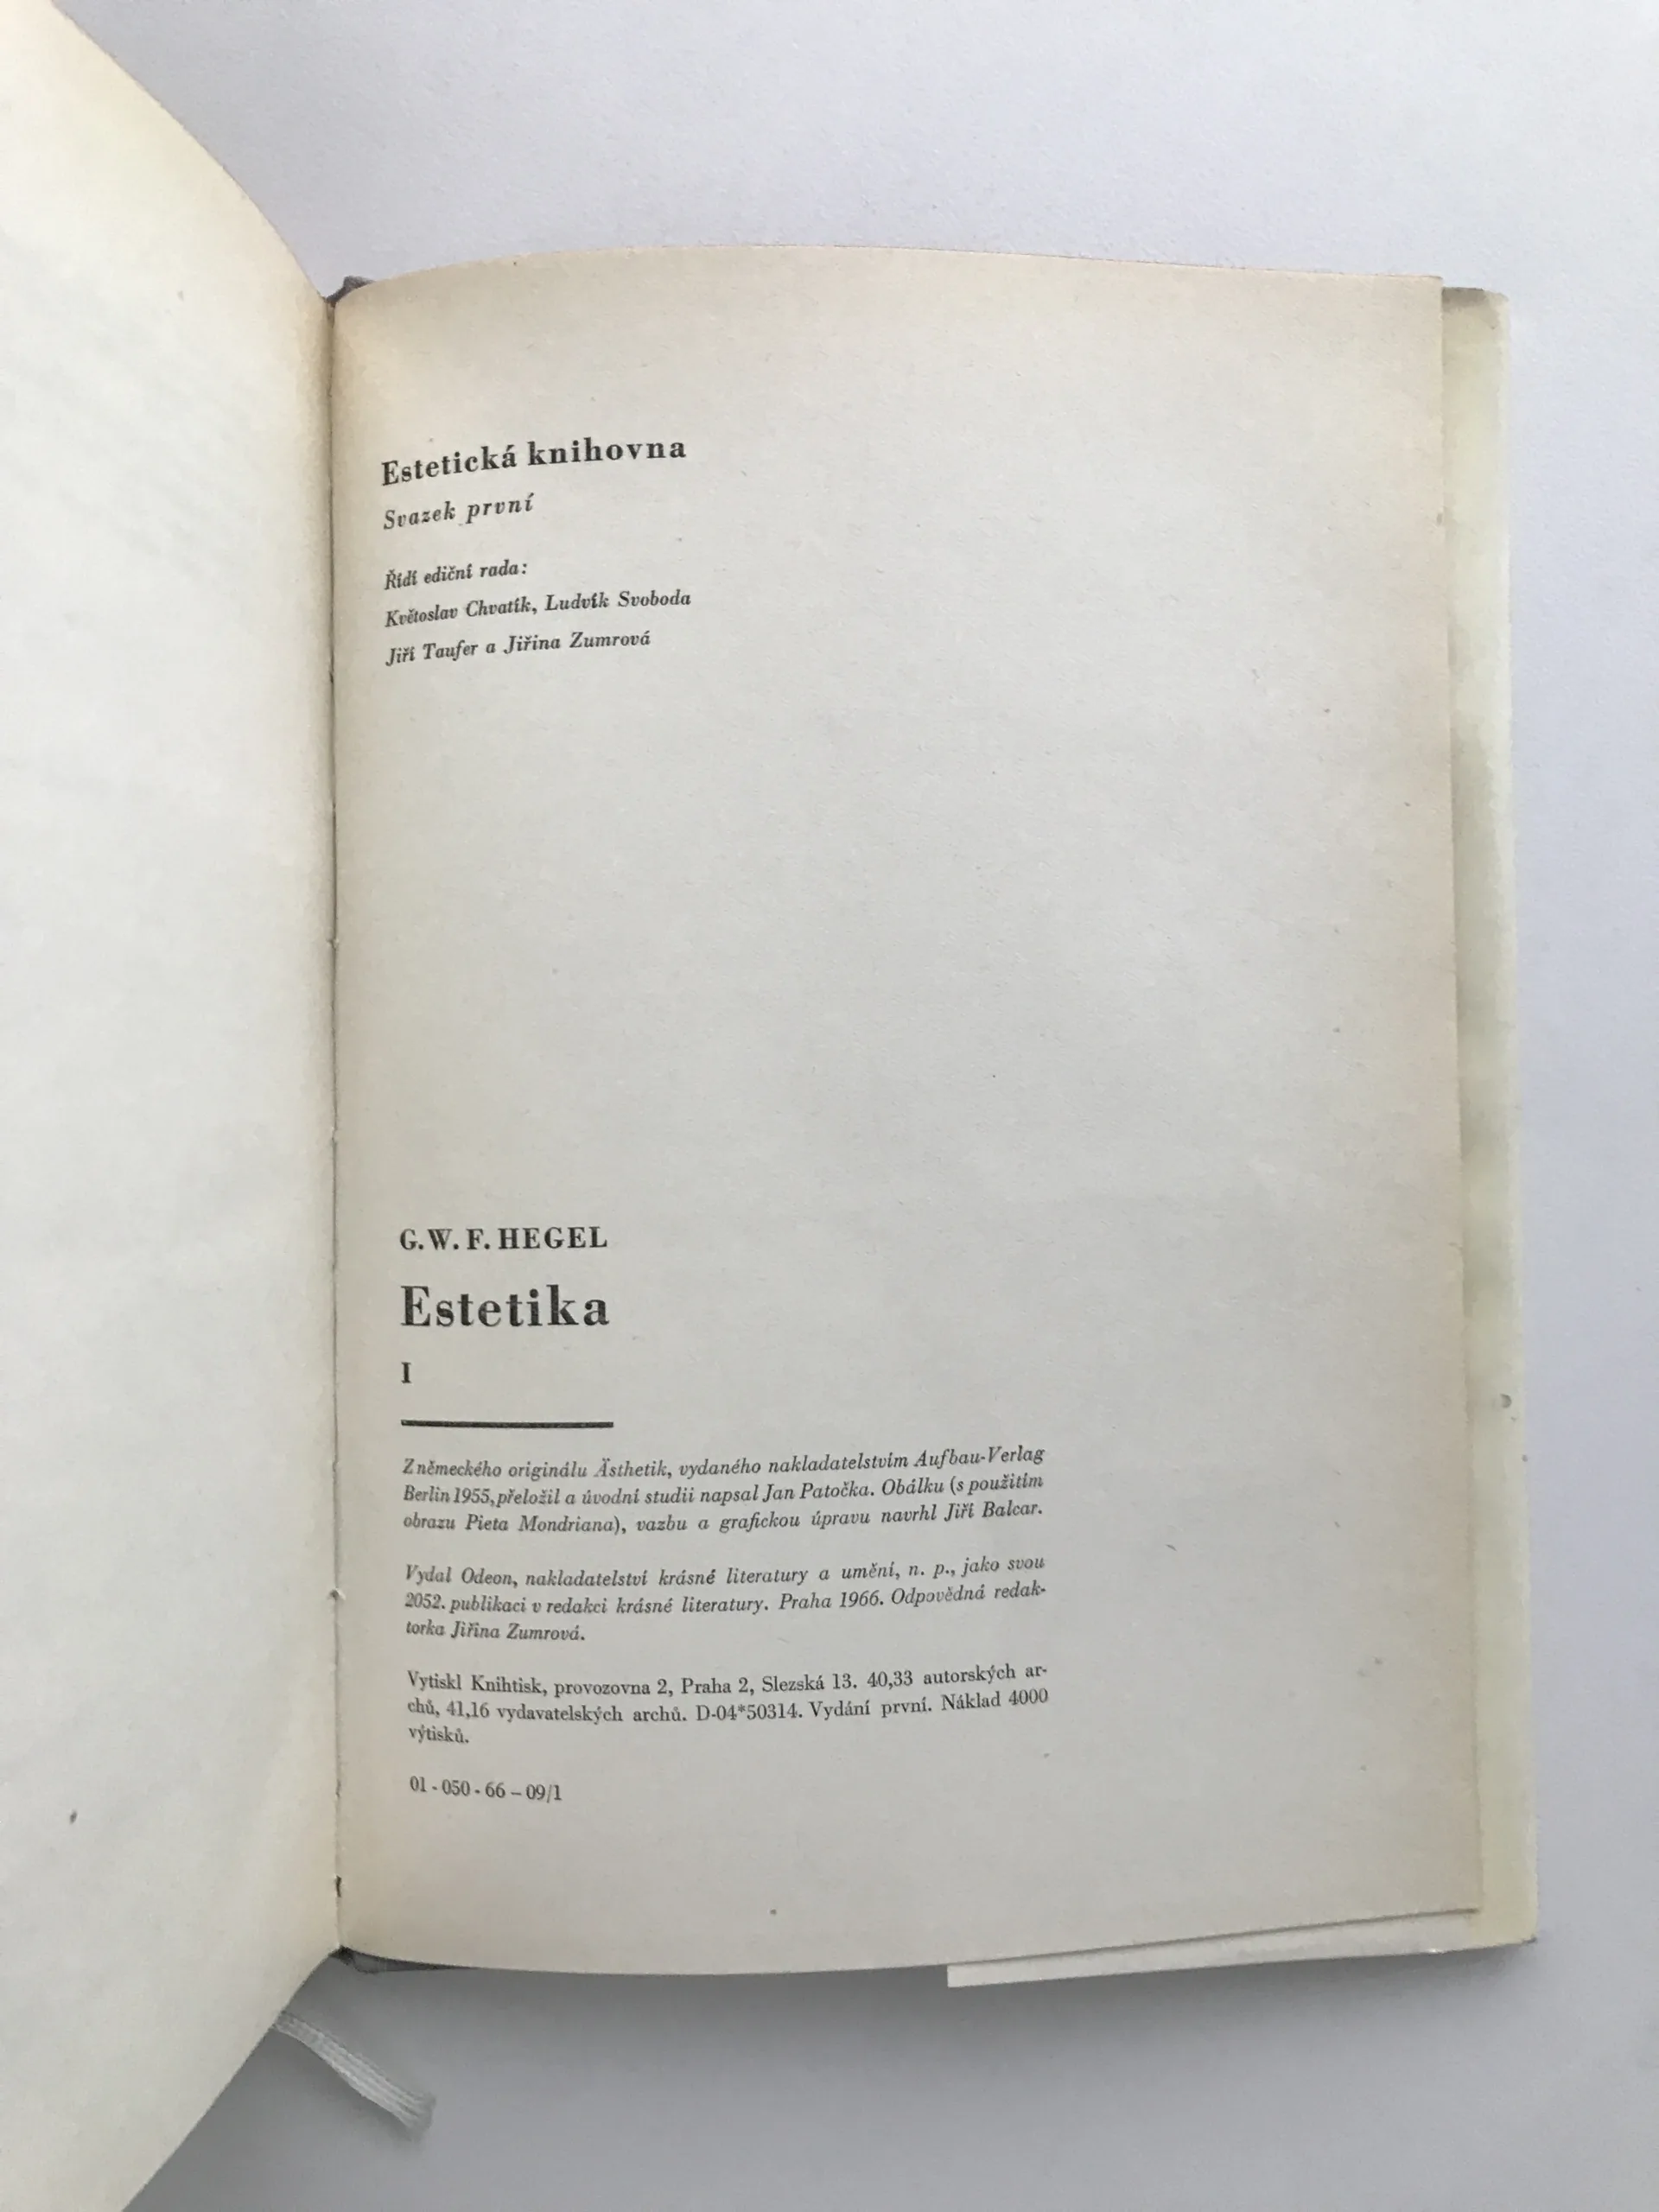 Estetická knihovna
Svazek první
Řídí ediční rada:
Květoslav Chvatík, Ludvík Svoboda
Jiří Taufer a Jiřina Zumrová
G. W. F. HEGEL
Estetika
I
Z německého originálu Ästhetik, vydaného nakladatelstvím Aufbau-Verlag
Berlin 1955, přeložil a úvodní studii napsal Jan Patočka. Obálku (s použitím
obrazu Pieta Mondriana), vazbu a grafickou úpravu navrhl Jiří Balcar.
Vydal Odeon, nakladatelství krásné literatury a umění, n. p., jako svou
2052. publikaci v redakci krásné literatury. Praha 1966. Odpovědná redak-
torka Jiřina Zumrová.
Vytiskl Knihtisk, provozovna 2, Praha 2, Slezská 13. 40,33 autorských ar-
chů, 41,16 vydavatelských archů. D-04*50314. Vydání první. Náklad 4000
výtisků.
01 - 050 - 66 – 09/1